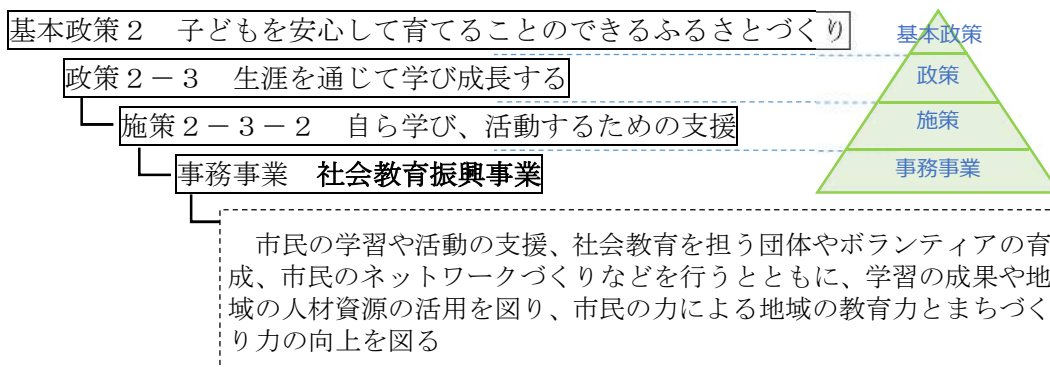 基本政策２　子どもを安心して育てることのできるふるさとづくり
政策２－３　生涯を通じて学び成長する
施策２－３－２　自ら学び、活動するための支援
事務事業　社会教育振興事業
市民の学習や活動の支援、社会教育を担う団体やボランティアの育
成、市民のネットワークづくりなどを行うとともに、学習の成果や地
域の人材資源の活用を図り、市民の力による地域の教育力とまちづく
り力の向上を図る
基本政策
政策
施策
事務事業